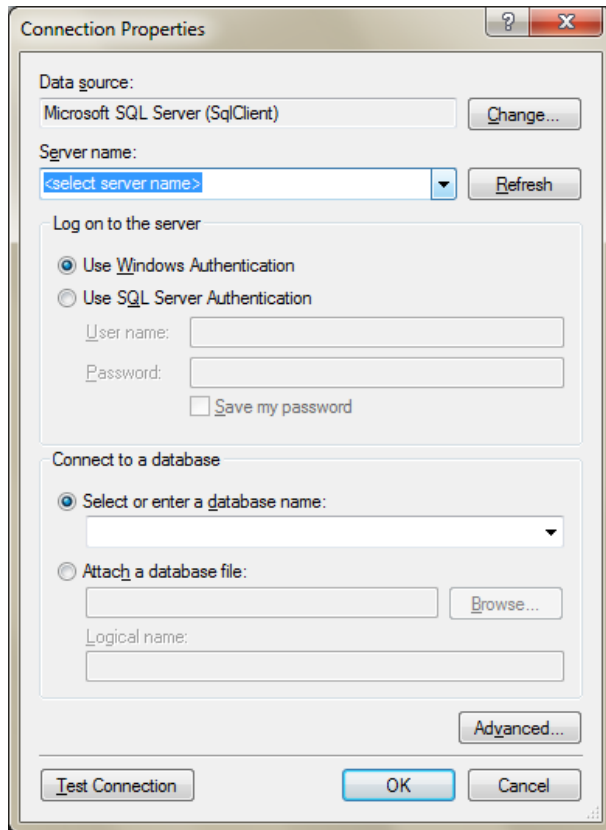 Connection Properties
Data source:
Microsoft SQL Server (SqlClient)
Change...
Server name:
<select server name>
Refresh
Log on to the server
Use Windows Authentication
Use SQL Server Authentication
User name:
Password:
Save my password
Connect to a database
Select or enter a database name:
Attach a database file:
Browse...
Logical name:
Advanced...
Test Connection
OK
Cancel